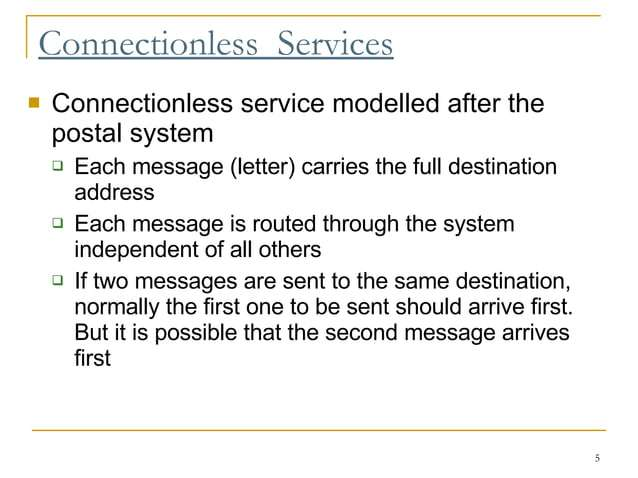 Connectionless Services
Connectionless service modelled after the
postal system
Each message (letter) carries the full destination
address
Each message is routed through the system
independent of all others
If two messages are sent to the same destination,
normally the first one to be sent should arrive first.
But it is possible that the second message arrives
first
5